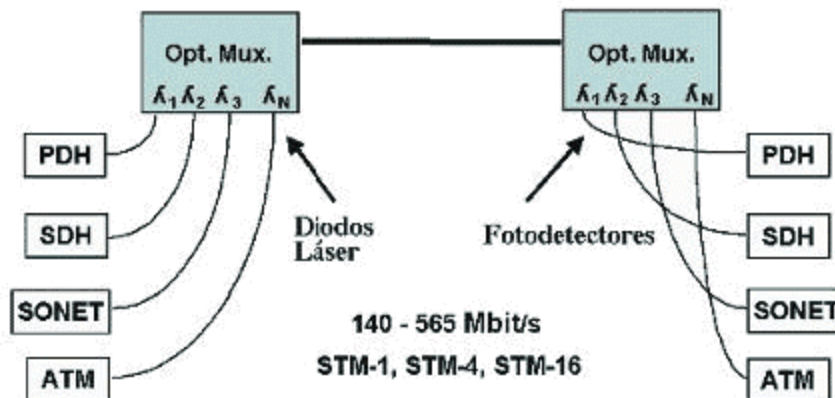 Opt. Mux.
λ1 λ2 λ3 λN
PDH
SDH
SONET
ATM
Diodos
Láser
Opt. Mux.
λ1 λ2 λ3 λN
Fotodetectores
PDH
SDH
SONET
ATM
140 - 565 Mbit/s
STM-1, STM-4, STM-16